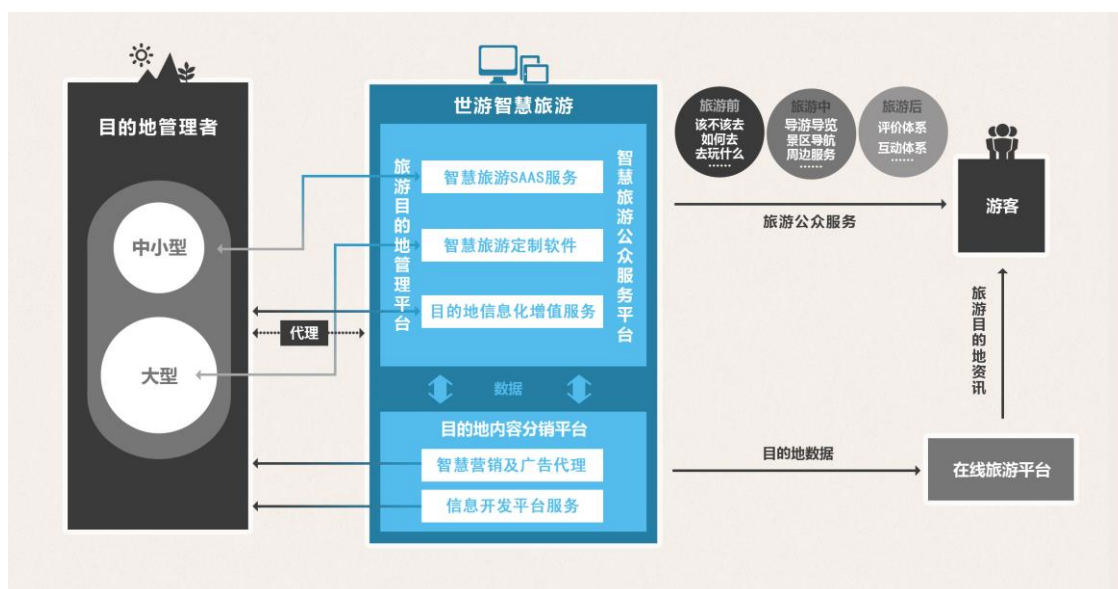 目的地管理者
中小型
大型
代理
世游智慧旅游
旅游目的地管理平台
智慧旅游SAAS服务
智慧旅游定制软件
目的地信息化增值服务
智慧旅游公众服务平台
数据
目的地内容分销平台
智慧营销及广告代理
信息开发平台服务
旅游前
该不该去
如何去
去玩什么
......
旅游中
导游导览
景区导航
周边服务
......
旅游后
评价体系
互动体系
......
旅游公众服务
游客
旅游目的地资讯
目的地数据
在线旅游平台